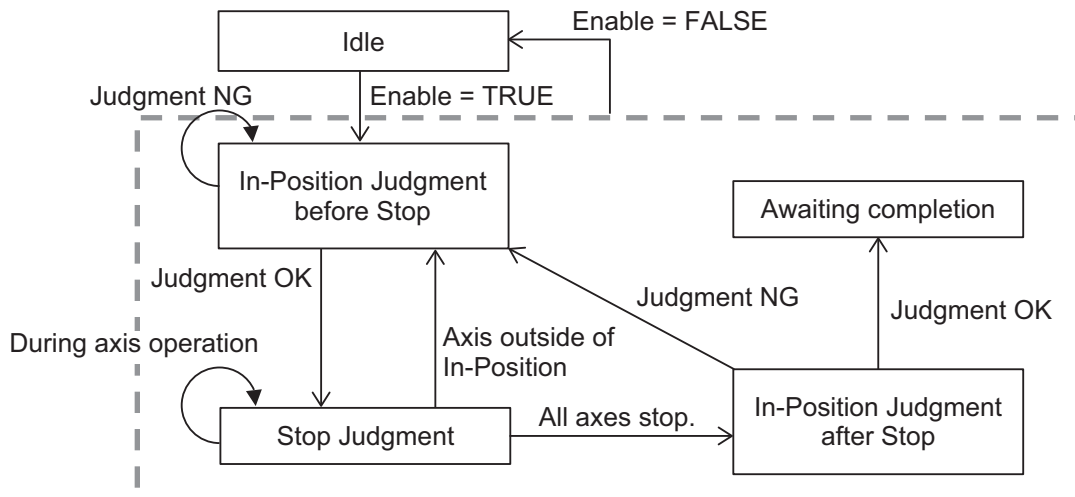 Enable = FALSE
Idle
Judgment NG
Enable = TRUE
In-Position Judgment
before Stop
Awaiting completion
Judgment OK
Judgment NG
Judgment OK
During axis operation
Axis outside of
In-Position
Stop Judgment
All axes stop.
In-Position Judgment
after Stop